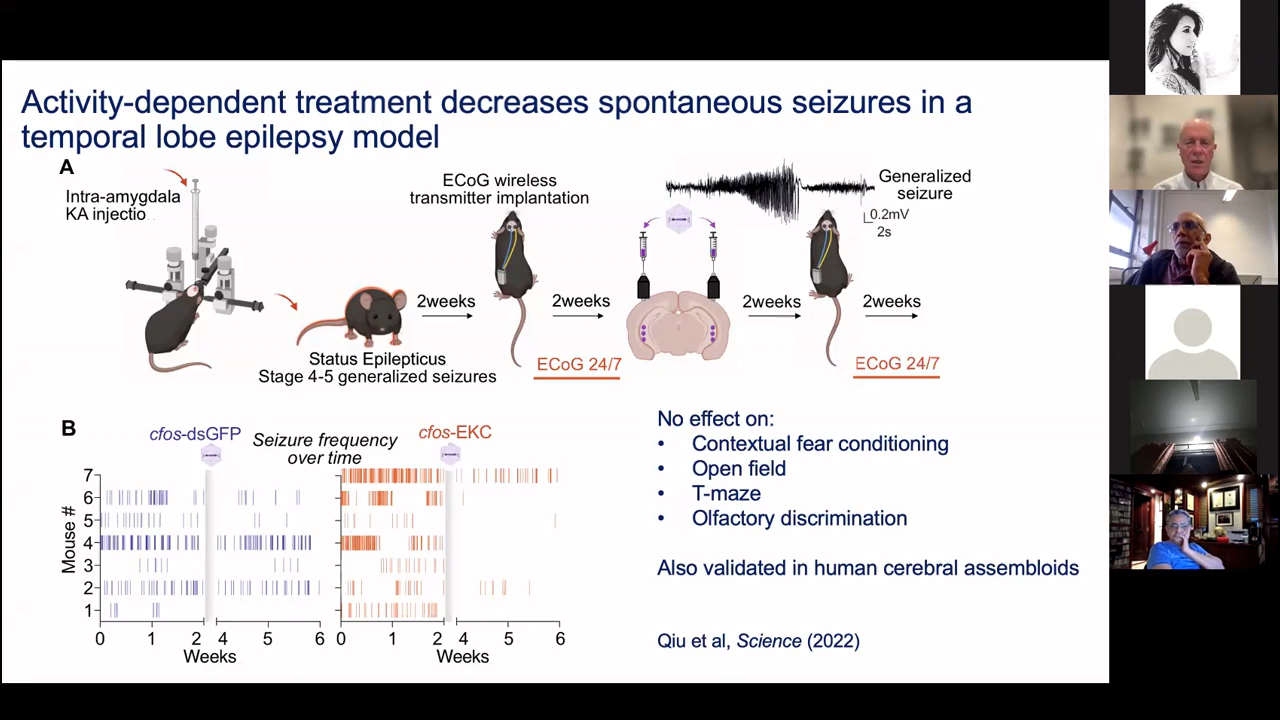 Activity-dependent treatment decreases spontaneous seizures in a
temporal lobe epilepsy model
A
Intra-amygdala
KA injectio
Status Epilepticus
Stage 4-5 generalized seizures
2weeks
ECoG wireless
transmitter implantation
2weeks
ECoG 24/7
2weeks
Generalized
seizure
0.2mV
2s
2weeks
ECoG 24/7
B
cfos-dsGFP
Seizure frequency
over time
cfos-EKC
Mouse #
7
6
5
4
3
2
1
0 1 2 4 5 6
Weeks
0 1 2 4 5 6
Weeks
No effect on:
• Contextual fear conditioning
• Open field
• T-maze
• Olfactory discrimination
Also validated in human cerebral assembloids
Qiu et al, Science (2022)